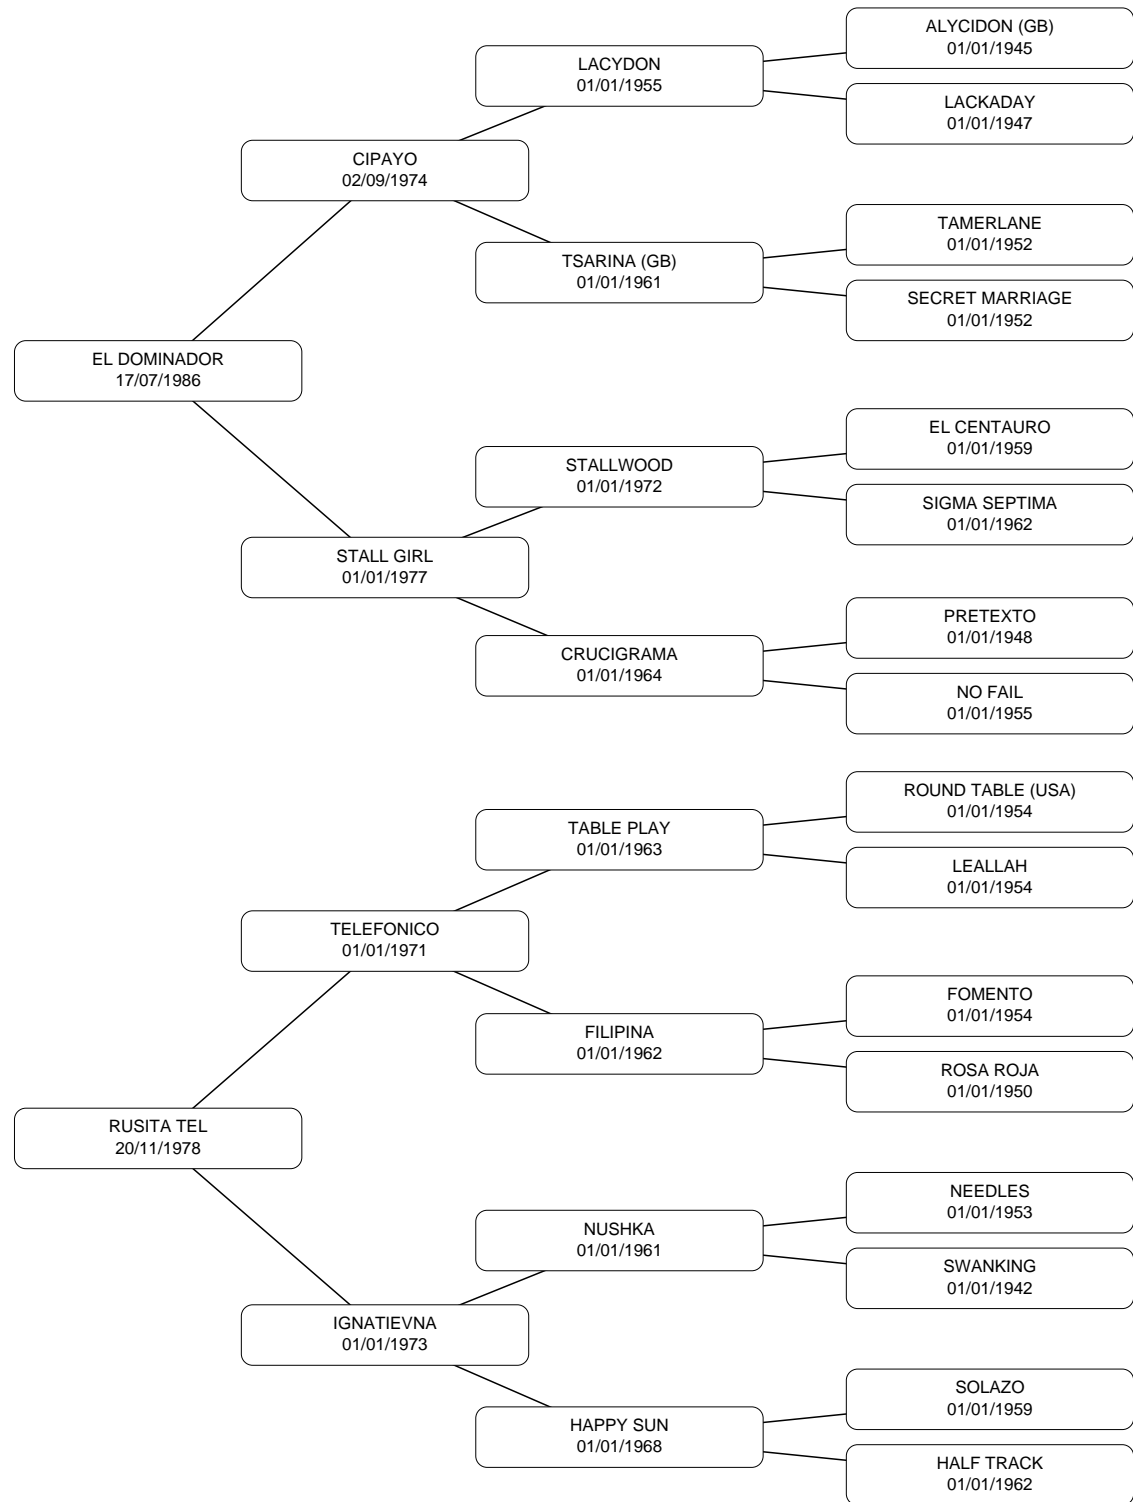 ALYCIDON (GB)
01/01/1945
LACYDON
01/01/1955
LACKADAY
01/01/1947
CIPAYO
02/09/1974
TAMERLANE
01/01/1952
TSARINA (GB)
01/01/1961
SECRET MARRIAGE
01/01/1952
EL DOMINADOR
17/07/1986
EL CENTAURO
01/01/1959
STALLWOOD
01/01/1972
SIGMA SEPTIMA
01/01/1962
STALL GIRL
01/01/1977
PRETEXTO
01/01/1948
CRUCIGRAMA
01/01/1964
NO FAIL
01/01/1955
ROUND TABLE (USA)
01/01/1954
TABLE PLAY
01/01/1963
LEALLAH
01/01/1954
TELEFONICO
01/01/1971
FOMENTO
01/01/1954
FILIPINA
01/01/1962
ROSA ROJA
01/01/1950
RUSITA TEL
20/11/1978
NEEDLES
01/01/1953
NUSHKA
01/01/1961
SWANKING
01/01/1942
IGNATIEVNA
01/01/1973
SOLAZO
01/01/1959
HAPPY SUN
01/01/1968
HALF TRACK
01/01/1962